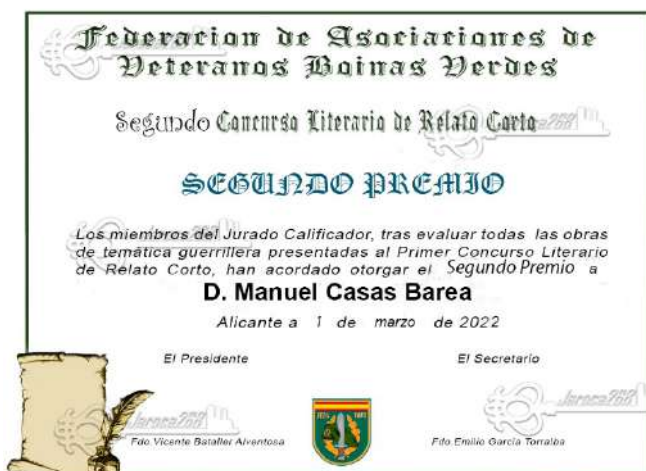 Federacion de Asociaciones de
Veteranos Boinas Verdes
Segundo Concurso Literario de Relato Corto
SEGUNDO PREMIO
Los miembros del Jurado Calificador, tras evaluar todas las obras
de temática guerrillera presentadas al Primer Concurso Literario
de Relato Corto, han acordado otorgar el Segundo Premio a
D. Manuel Casas Barea
Alicante a 1 de marzo de 2022
El Presidente El Secretario
Fdo.Vicente Bataller Alventosa Fdo.Emilio García Torralba